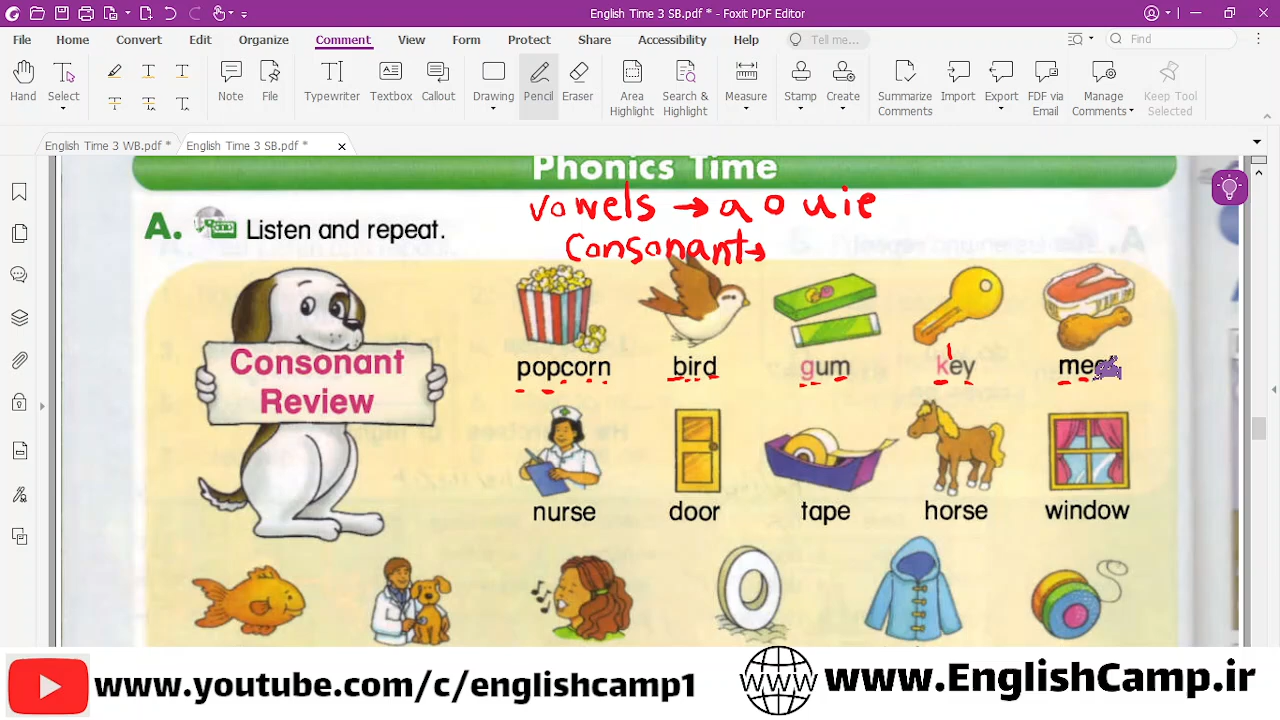 English Time 3 SB.pdf * - Foxit PDF Editor
File Home Convert Edit Organize Comment View Form Protect Share Accessibility Help Tell me... Find
Hand Select Note File Typewriter Textbox Callout Drawing Pencil Eraser Area Highlight Search & Highlight Measure Stamp Create Summarize Comments Import Export PDF via Email Manage Comments Keep Tool Selected
English Time 3 WB.pdf * English Time 3 SB.pdf *
Phonics Time
vowels → a o u i e
A. Listen and repeat.
Consonant→
Consonant
Review
popcorn bird gum key
nurse door tape horse window
www.youtube.com/c/englishcamp1 www www.EnglishCamp.ir